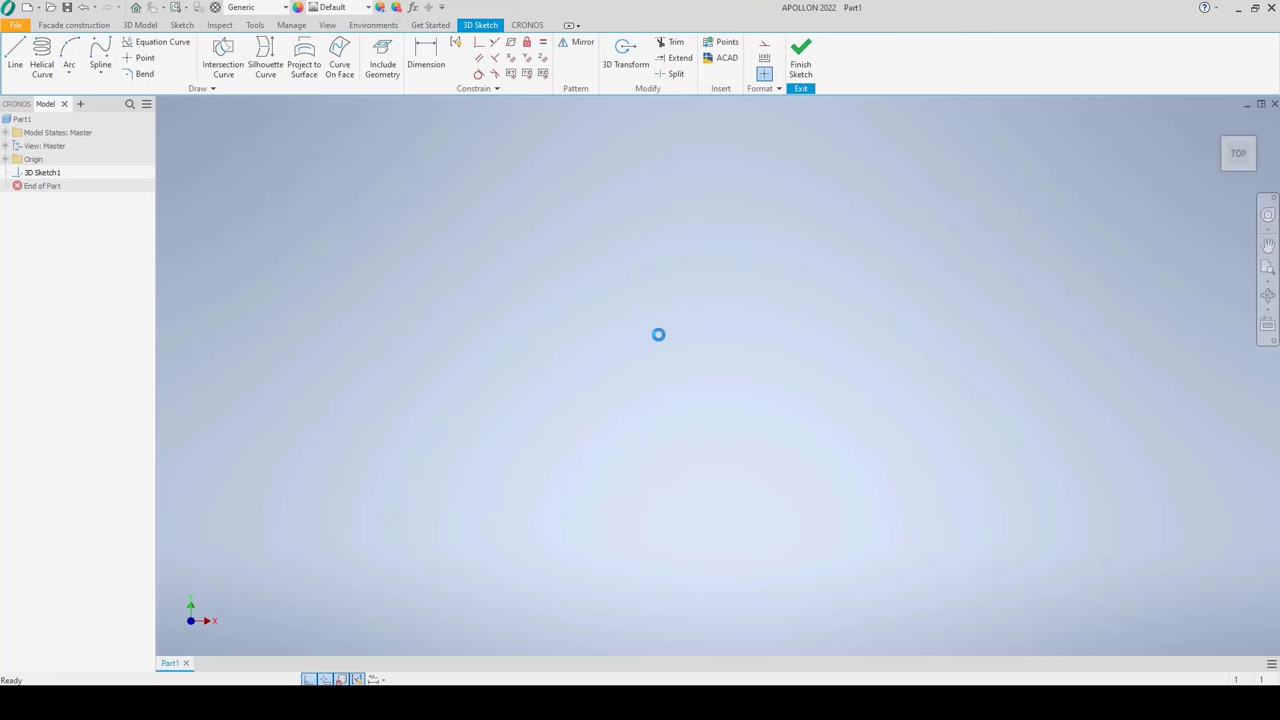 Generic
Default
APOLLON 2022 Part1
File
Facade construction
3D Model
Sketch
Inspect
Tools
Manage
View
Environments
Get Started
3D Sketch
CRONOS
Line
Helical Curve
Arc
Spline
Equation Curve
Point
Bend
Intersection Curve
Silhouette Curve
Project to Surface
Curve On Face
Include Geometry
Dimension
Mirror
3D Transform
Trim
Extend
Split
Points
ACAD
Finish Sketch
Draw
Constrain
Pattern
Modify
Insert
Format
Exit
CRONOS
Model
Part1
Model States: Master
View: Master
Origin
3D Sketch1
End of Part
TOP
Y
X
Part1
Ready
1
1